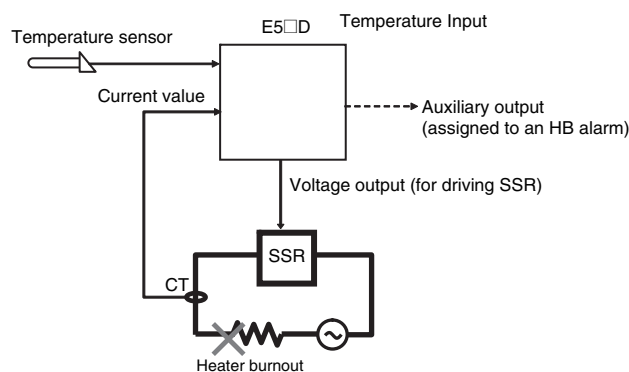 E5□D
Temperature Input
Temperature sensor
Current value
Auxiliary output
(assigned to an HB alarm)
Voltage output (for driving SSR)
SSR
CT
Heater burnout